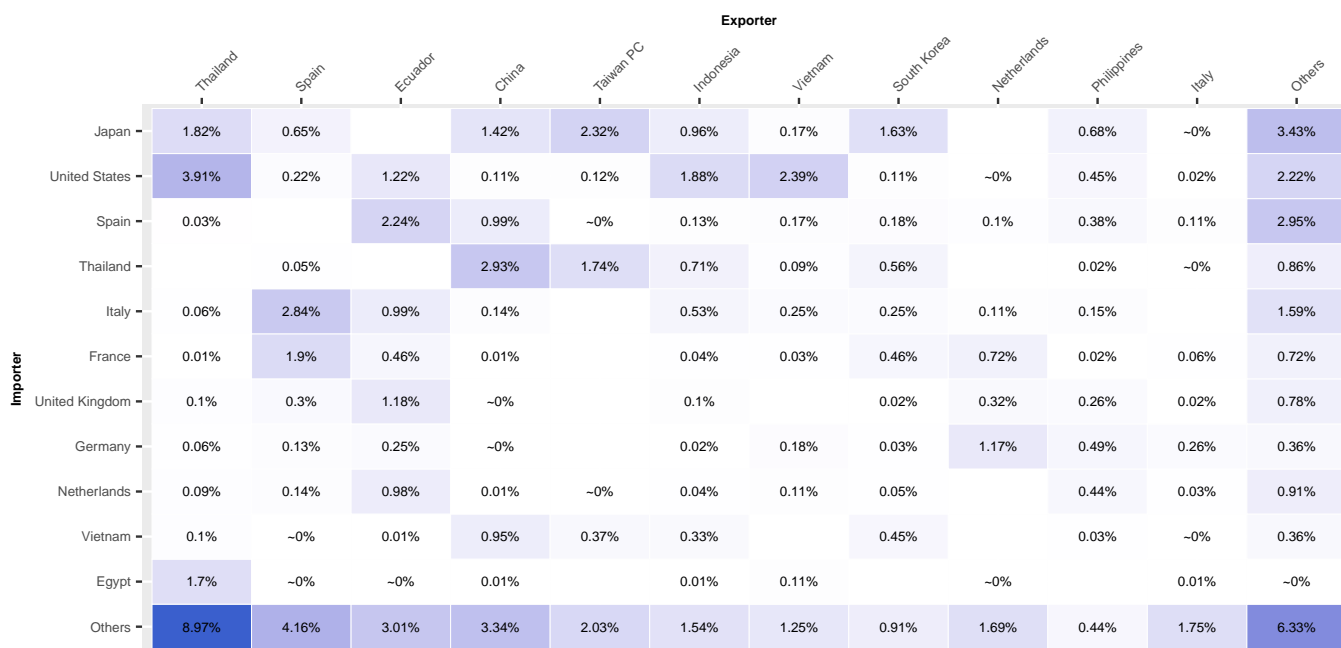 Exporter
Thailand Spain Ecuador China Taiwan PC Indonesia Vietnam South Korea Netherlands Philippines Italy Others
Importer
Japan 1.82% 0.65% 1.42% 2.32% 0.96% 0.17% 1.63% 0.68% ~0% 3.43%
United States 3.91% 0.22% 1.22% 0.11% 0.12% 1.88% 2.39% 0.11% ~0% 0.45% 0.02% 2.22%
Spain 0.03% 2.24% 0.99% ~0% 0.13% 0.17% 0.18% 0.1% 0.38% 0.11% 2.95%
Thailand 0.05% 2.93% 1.74% 0.71% 0.09% 0.56% 0.02% ~0% 0.86%
Italy 0.06% 2.84% 0.99% 0.14% 0.53% 0.25% 0.25% 0.11% 0.15% 1.59%
France 0.01% 1.9% 0.46% 0.01% 0.04% 0.03% 0.46% 0.72% 0.02% 0.06% 0.72%
United Kingdom 0.1% 0.3% 1.18% ~0% 0.1% 0.02% 0.32% 0.26% 0.02% 0.78%
Germany 0.06% 0.13% 0.25% ~0% 0.02% 0.18% 0.03% 1.17% 0.49% 0.26% 0.36%
Netherlands 0.09% 0.14% 0.98% 0.01% ~0% 0.04% 0.11% 0.05% 0.44% 0.03% 0.91%
Vietnam 0.1% ~0% 0.01% 0.95% 0.37% 0.33% 0.45% 0.03% ~0% 0.36%
Egypt 1.7% ~0% ~0% 0.01% 0.01% 0.11% ~0% 0.01% ~0%
Others 8.97% 4.16% 3.01% 3.34% 2.03% 1.54% 1.25% 0.91% 1.69% 0.44% 1.75% 6.33%